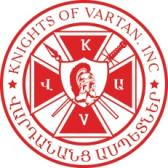 KNIGHTS OF VARTAN, INC
Կ
Վ Ա
V
ՎԱՐԴԱՆԱՆՑ ԱՍՊԵՏՆԵՐ